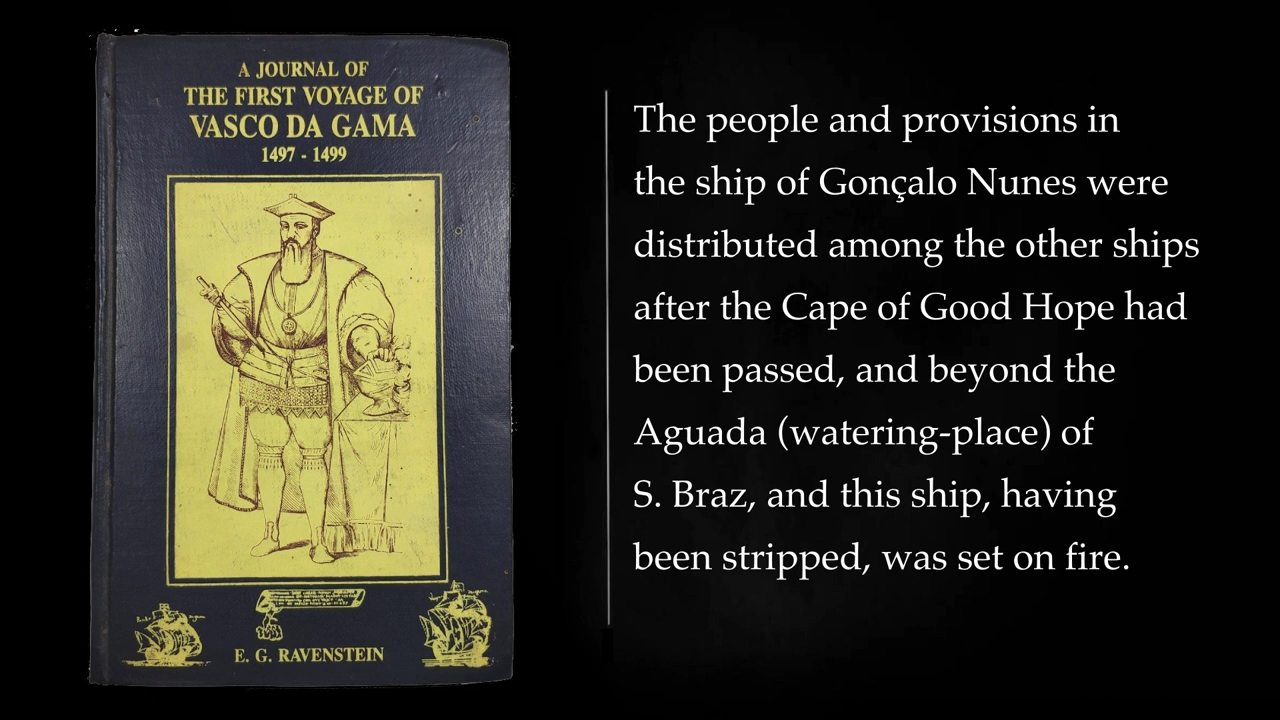 A JOURNAL OF
THE FIRST VOYAGE OF
VASCO DA GAMA
1497 - 1499
E. G. RAVENSTEIN
The people and provisions in
the ship of Gonçalo Nunes were
distributed among the other ships
after the Cape of Good Hope had
been passed, and beyond the
Aguada (watering-place) of
S. Braz, and this ship, having
been stripped, was set on fire.